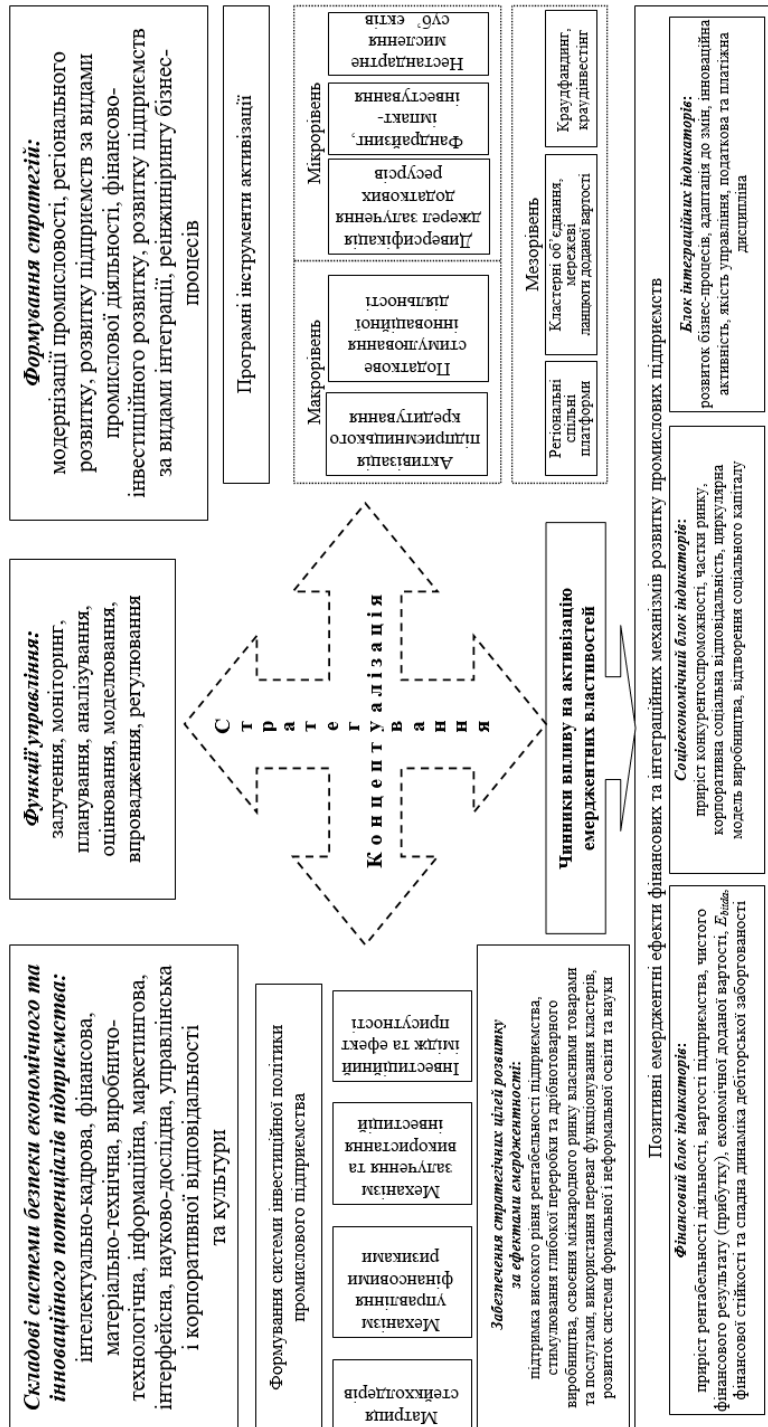 Складові системи безпеки економічного та
інноваційного потенціалів підприємства:
інтелектуально-кадрова, фінансова,
матеріально-технічна, виробничо-
технологічна, інформаційна, маркетингова,
інтерфейсна, науково-дослідна, управлінська
і корпоративної відповідальності
та культури
Функції управління:
залучення, моніторинг,
планування, аналізування,
оцінювання, моделювання,
впровадження, регулювання
Формування стратегій:
модернізації промисловості, регіонального
розвитку, розвитку підприємств за видами
промислової діяльності, фінансово-
інвестиційного розвитку, розвитку підприємств
за видами інтеграції, реінжинірингу бізнес-
процесів
Формування системи інвестиційної політики
промислового підприємства
Матриця
стейкхолдерів
Механізм
управління
фінансовими
ризиками
Механізм
залучення та
використання
інвестицій
Інвестиційний
імідж та ефект
присутності
С т р а т е г в а н н я
К о н ц е п т у а л і з а ц і я
Програмні інструменти активізації
Макрорівень
Мікрорівень
Активізація
підприємницького
кредитування
Податкове
стимулювання
інноваційної
діяльності
Диверсифікація
джерел залучення
додаткових
ресурсів
Фандрайзинг,
імпакт-
інвестування
Нестандартне
мислення
суб’єктів
Мезорівень
Регіональні
спільні
платформи
Кластерні об’єднання,
мережеві
ланцюги доданої вартості
Краудфандинг,
краудінвестінг
Забезпечення стратегічних цілей розвитку
за ефектами емерджентності:
підтримка високого рівня рентабельності підприємства,
стимулювання глибокої переробки та дрібнотоварного
виробництва, освоєння міжнародного ринку власними товарами
та послугами, використання переваг функціонування кластерів,
розвиток системи формальної і неформальної освіти та науки
Чинники впливу на активізацію
емерджентних властивостей
Позитивні емерджентні ефекти фінансових та інтеграційних механізмів розвитку промислових підприємств
Фінансовий блок індикаторів:
приріст рентабельності діяльності, вартості підприємства, чистого
фінансового результату (прибутку), економічної доданої вартості, Ebitda,
фінансової стійкості та спадна динаміка дебіторської заборгованості
Соціоекономічний блок індикаторів:
приріст конкурентоспроможності, частки ринку,
корпоративна соціальна відповідальність, циркулярна
модель виробництва, відтворення соціального капіталу
Блок інтеграційних індикаторів:
розвиток бізнес-процесів, адаптація до змін, інноваційна
активність, якість управління, податкова та платіжна
дисципліна